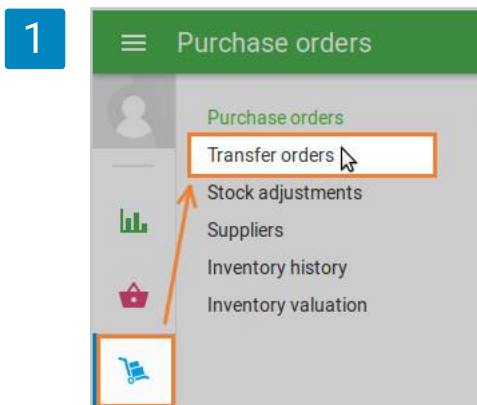 1
Purchase orders
Purchase orders
Transfer orders
Stock adjustments
Suppliers
Inventory history
Inventory valuation